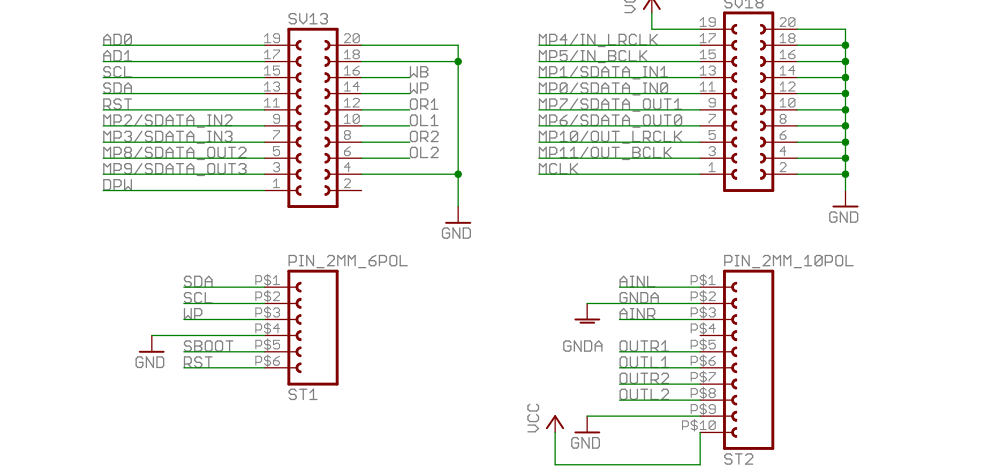 SV13
AD0 19 20
AD1 17 18
SCL 15 16 WB
SDA 13 14 WP
RST 11 12 OR1
MP2/SDATA_IN2 9 10 OL1
MP3/SDATA_IN3 7 8 OR2
MP8/SDATA_OUT2 5 6 OL2
MP9/SDATA_OUT3 3 4
DPW 1 2
GND
SV18
19 20
MP4/IN_LRCLK 17 18
MP5/IN_BCLK 15 16
MP1/SDATA_IN1 13 14
MP0/SDATA_IN0 11 12
MP7/SDATA_OUT1 9 10
MP6/SDATA_OUT0 7 8
MP10/OUT_LRCLK 5 6
MP11/OUT_BCLK 3 4
MCLK 1 2
GND
PIN_2MM_6POL
SDA P$1
SCL P$2
WP P$3
P$4
SBOOT P$5
GND
RST P$6
ST1
PIN_2MM_10POL
AINL P$1
GNDA P$2
AINR P$3
P$4
GNDA
OUTR1 P$5
OUTL1 P$6
OUTR2 P$7
OUTL2 P$8
P$9
VCC
P$10
GND
ST2